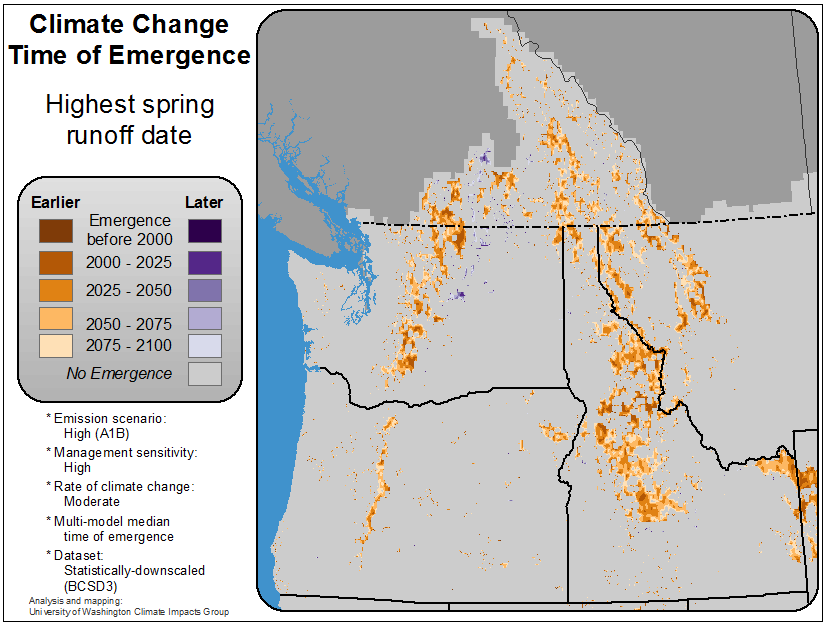 Climate Change
Time of Emergence
Highest spring
runoff date
Earlier Later
Emergence
before 2000
2000 - 2025
2025 - 2050
2050 - 2075
2075 - 2100
No Emergence
* Emission scenario:
High (A1B)
* Management sensitivity:
High
* Rate of climate change:
Moderate
* Multi-model median
time of emergence
* Dataset:
Statistically-downscaled
(BCSD3)
Analysis and mapping:
University of Washington Climate Impacts Group